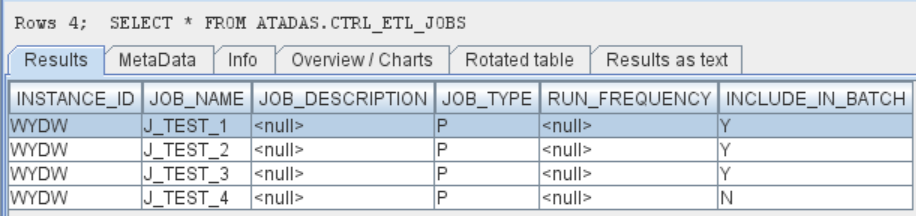 Rows 4; SELECT * FROM ATADAS.CTRL_ETL_JOBS
Results MetaData Info Overview / Charts Rotated table Results as text
INSTANCE_ID JOB_NAME JOB_DESCRIPTION JOB_TYPE RUN_FREQUENCY INCLUDE_IN_BATCH
WYDW J_TEST_1 <null> P <null> Y
WYDW J_TEST_2 <null> P <null> Y
WYDW J_TEST_3 <null> P <null> Y
WYDW J_TEST_4 <null> P <null> N